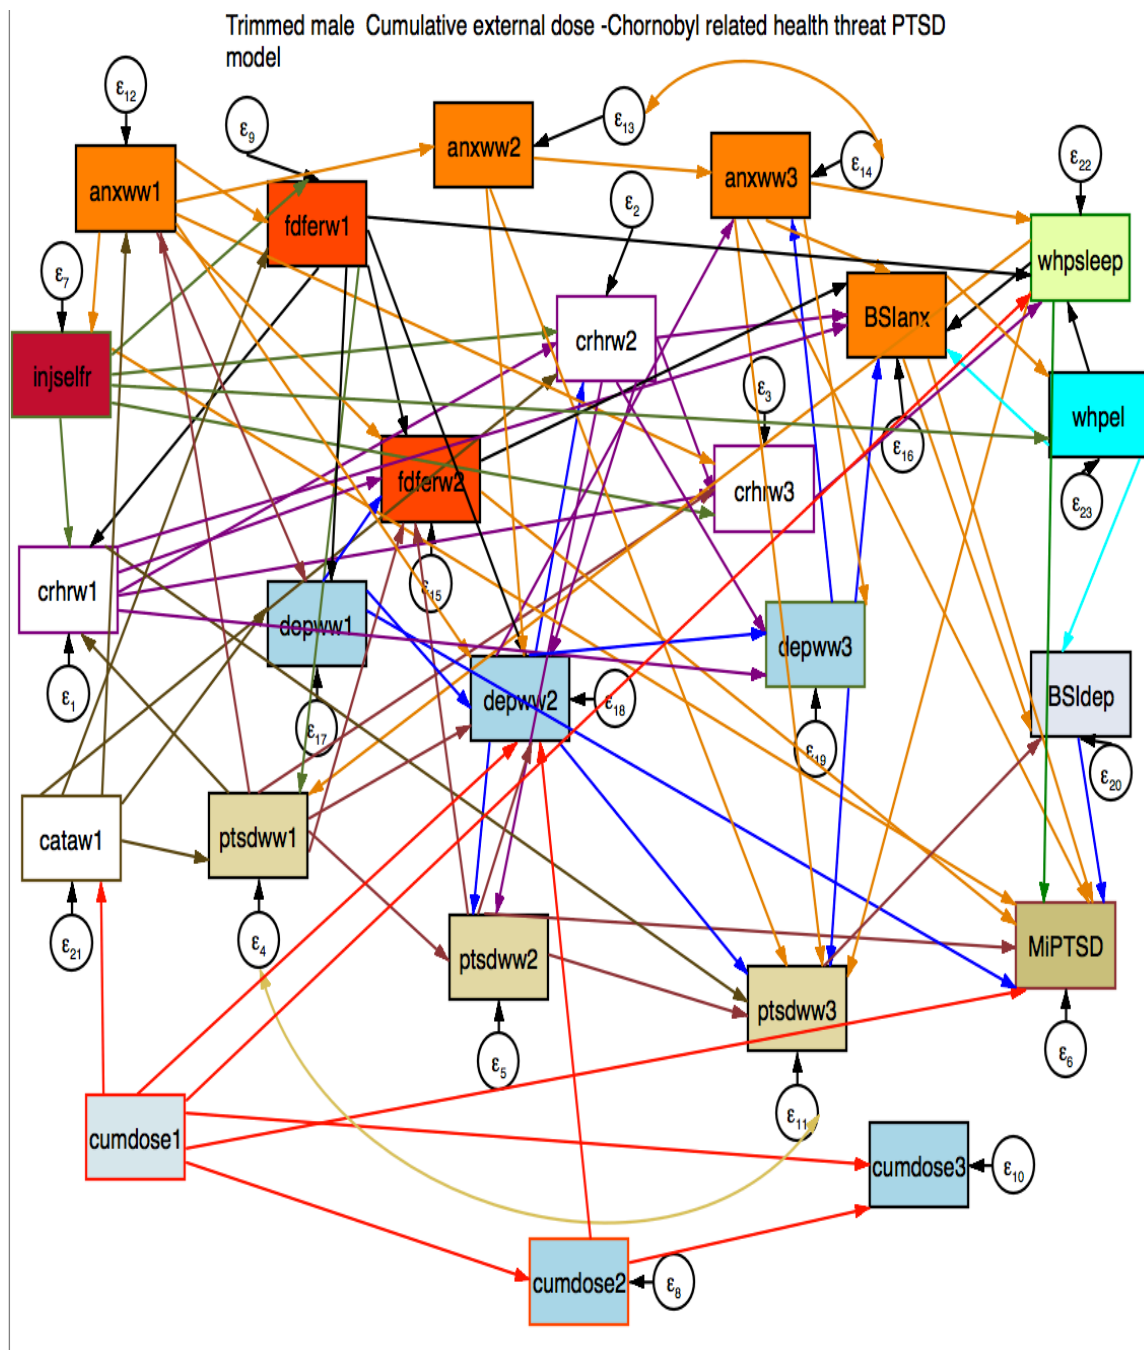 Trimmed male Cumulative external dose -Chornobyl related health threat PTSD
model
ε12
ε9
anxww2
ε13
ε14
ε22
anxww1
fdferw1
anxww3
ε2
whpsleep
ε7
BSIanx
crhrw2
injselfr
ε3
whpel
ε16
fdferw2
crhrw3
ε23
crhrw1
ε15
depww1
depww3
ε1
ε17
depww2
ε18
BSIdep
ε19
ε20
cataw1
ptsdww1
ε21
ε4
ptsdww2
MiPTSD
ptsdww3
ε5
ε6
ε11
cumdose1
cumdose3
ε10
cumdose2
ε8